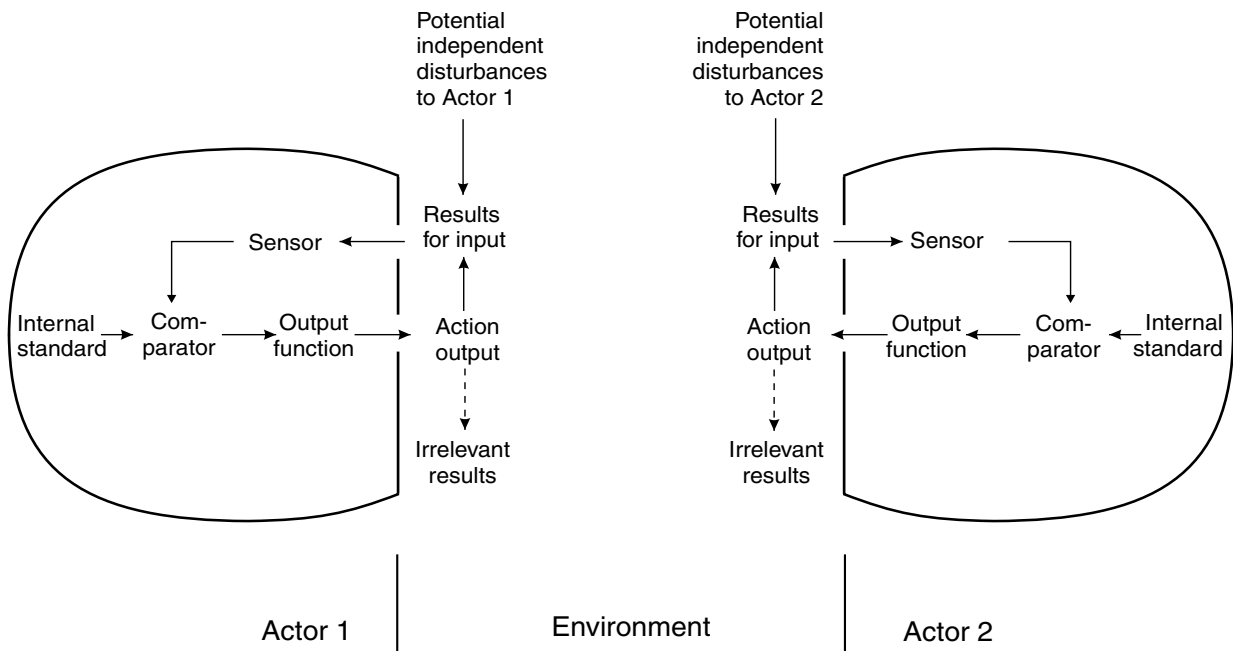 Potential
independent
disturbances
to Actor 1
Potential
independent
disturbances
to Actor 2
Results
for input
Sensor
Internal
standard
Com-
parator
Output
function
Action
output
Irrelevant
results
Results
for input
Sensor
Action
output
Output
function
Com-
parator
Internal
standard
Irrelevant
results
Actor 1
Environment
Actor 2